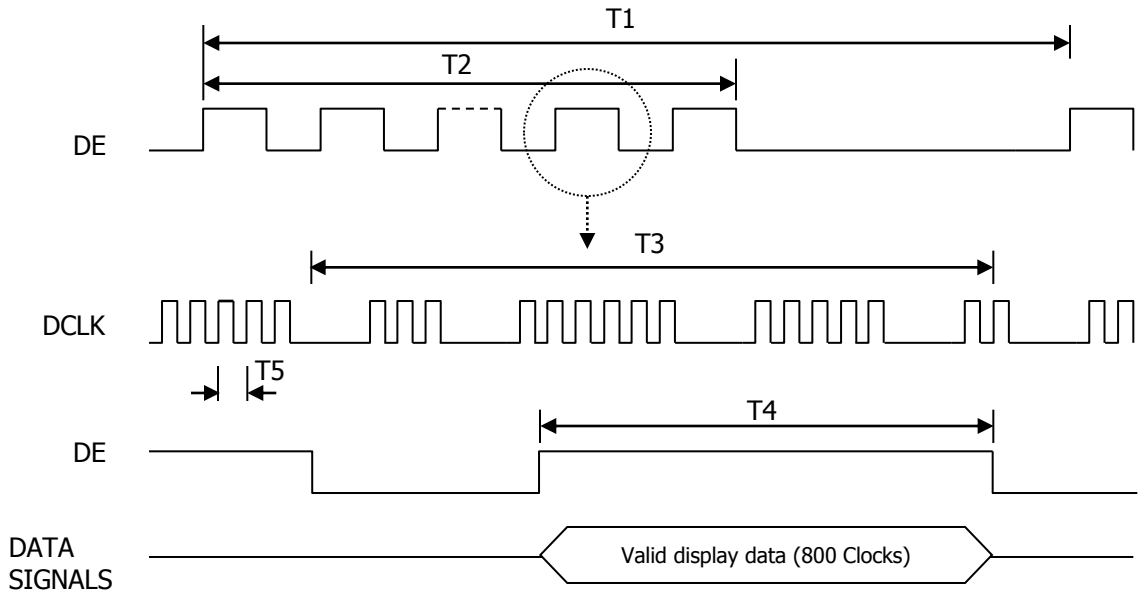 T1
T2
DE
T3
DCLK
T5
T4
DE
DATA
SIGNALS
Valid display data (800 Clocks)